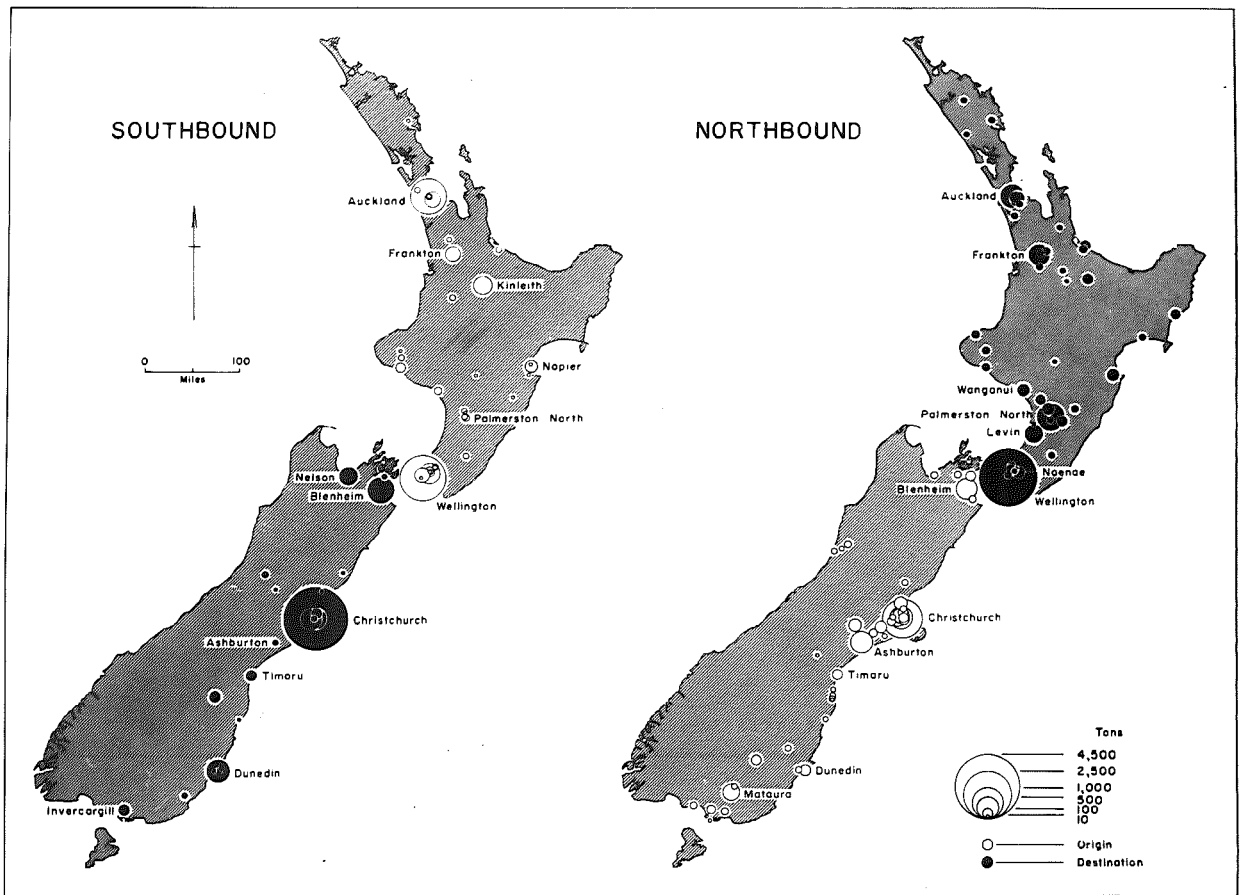 SOUTHBOUND
Auckland
Frankton
Kinleith
0 100
Miles
Napier
Palmerston North
Nelson
Blenheim
Wellington
Christchurch
Ashburton
Timaru
Dunedin
Invercargill
NORTHBOUND
Auckland
Frankton
Wanganui
Palmerston North
Levin
Naenae
Blenheim
Wellington
Christchurch
Ashburton
Timaru
Dunedin
Mataura
Tons
4,500
2,500
1,000
500
100
10
Origin
Destination